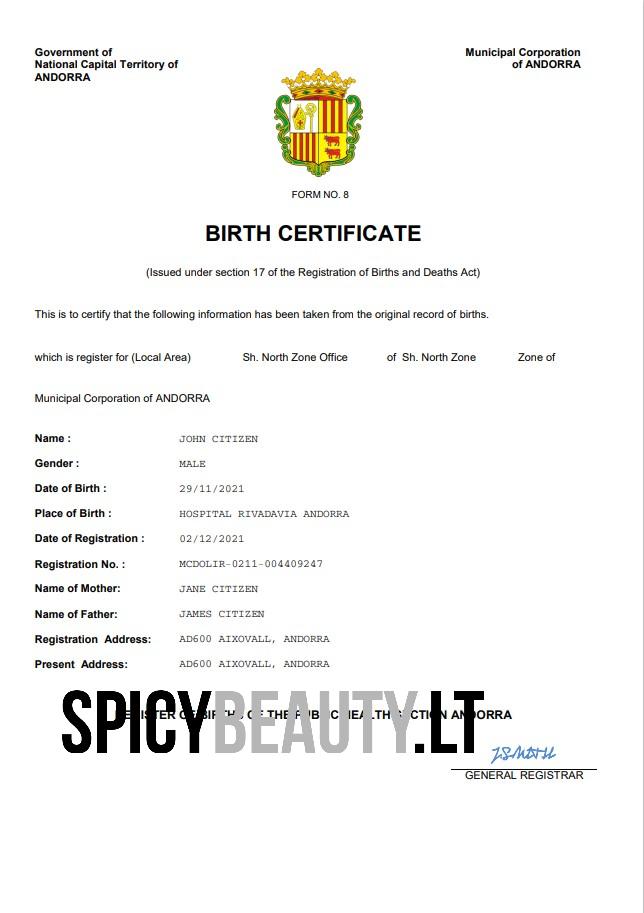 Government of
National Capital Territory of
ANDORRA
Municipal Corporation
of ANDORRA
FORM NO. 8
BIRTH CERTIFICATE
(Issued under section 17 of the Registration of Births and Deaths Act)
This is to certify that the following information has been taken from the original record of births.
which is register for (Local Area) Sh. North Zone Office of Sh. North Zone Zone of
Municipal Corporation of ANDORRA
Name : JOHN CITIZEN
Gender : MALE
Date of Birth : 29/11/2021
Place of Birth : HOSPITAL RIVADAVIA ANDORRA
Date of Registration : 02/12/2021
Registration No. : MCDOLIR-0211-004409247
Name of Mother: JANE CITIZEN
Name of Father: JAMES CITIZEN
Registration Address: AD600 AIXOVALL, ANDORRA
Present Address: AD600 AIXOVALL, ANDORRA
REGISTER OF BIRTHS OF THE PUBLIC HEALTH SECTION ANDORRA
SPICYBEAUTY.LT
GENERAL REGISTRAR